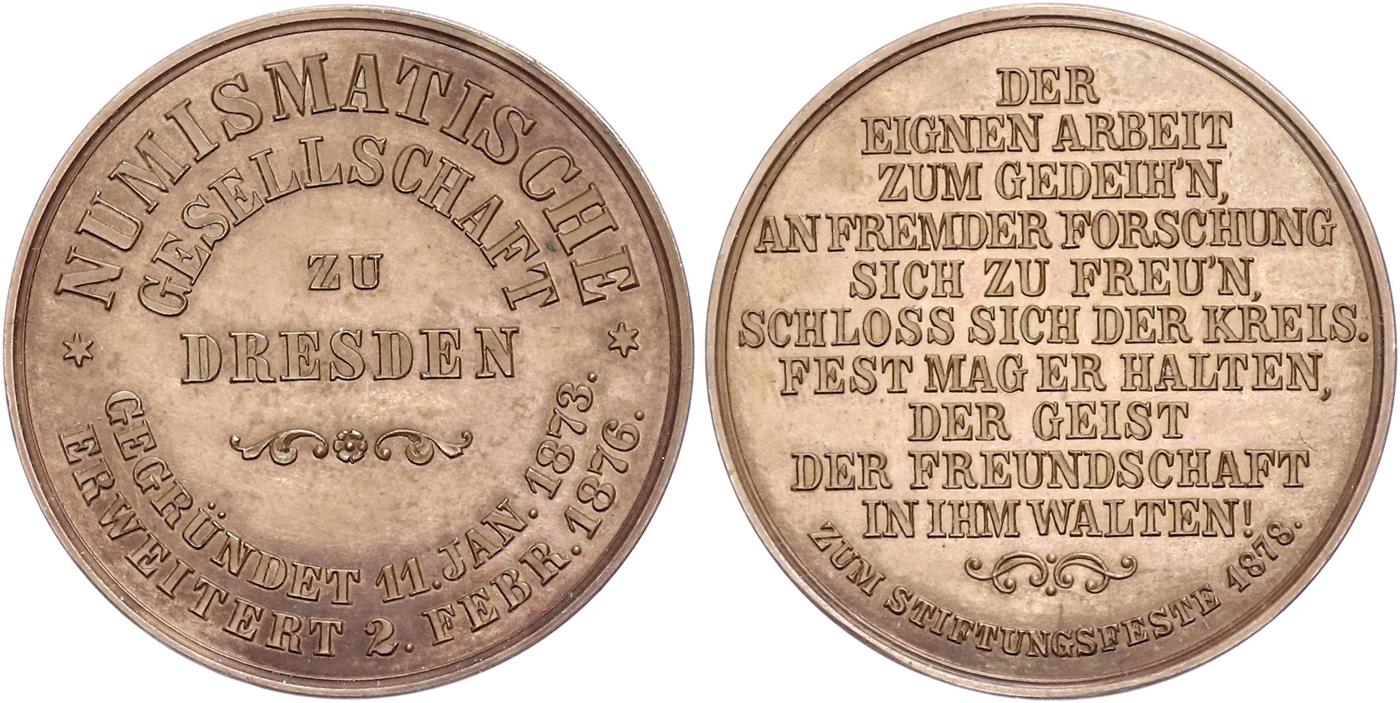 NUMISMATISCHE
GESELLSCHAFT
ZU
DRESDEN
GEGRÜNDET 11. JAN. 1873.
ERWEITERT 2. FEBR. 1876.
DER
EIGNEN ARBEIT
ZUM GEDEIH'N,
AN FREMDER FORSCHUNG
SICH ZU FREU'N,
SCHLOSS SICH DER KREIS.
FEST MAG ER HALTEN,
DER GEIST
DER FREUNDSCHAFT
IN IHM WALTEN!
ZUM STIFTUNGSFESTE 1878.